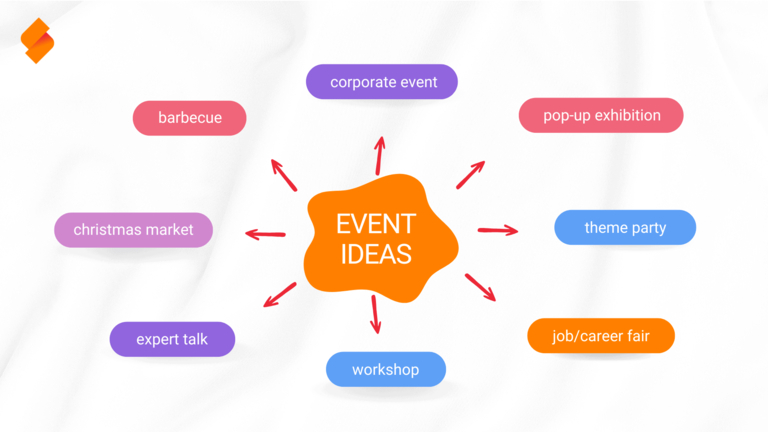 corporate event
barbecue
pop-up exhibition
EVENT
IDEAS
christmas market
theme party
expert talk
job/career fair
workshop